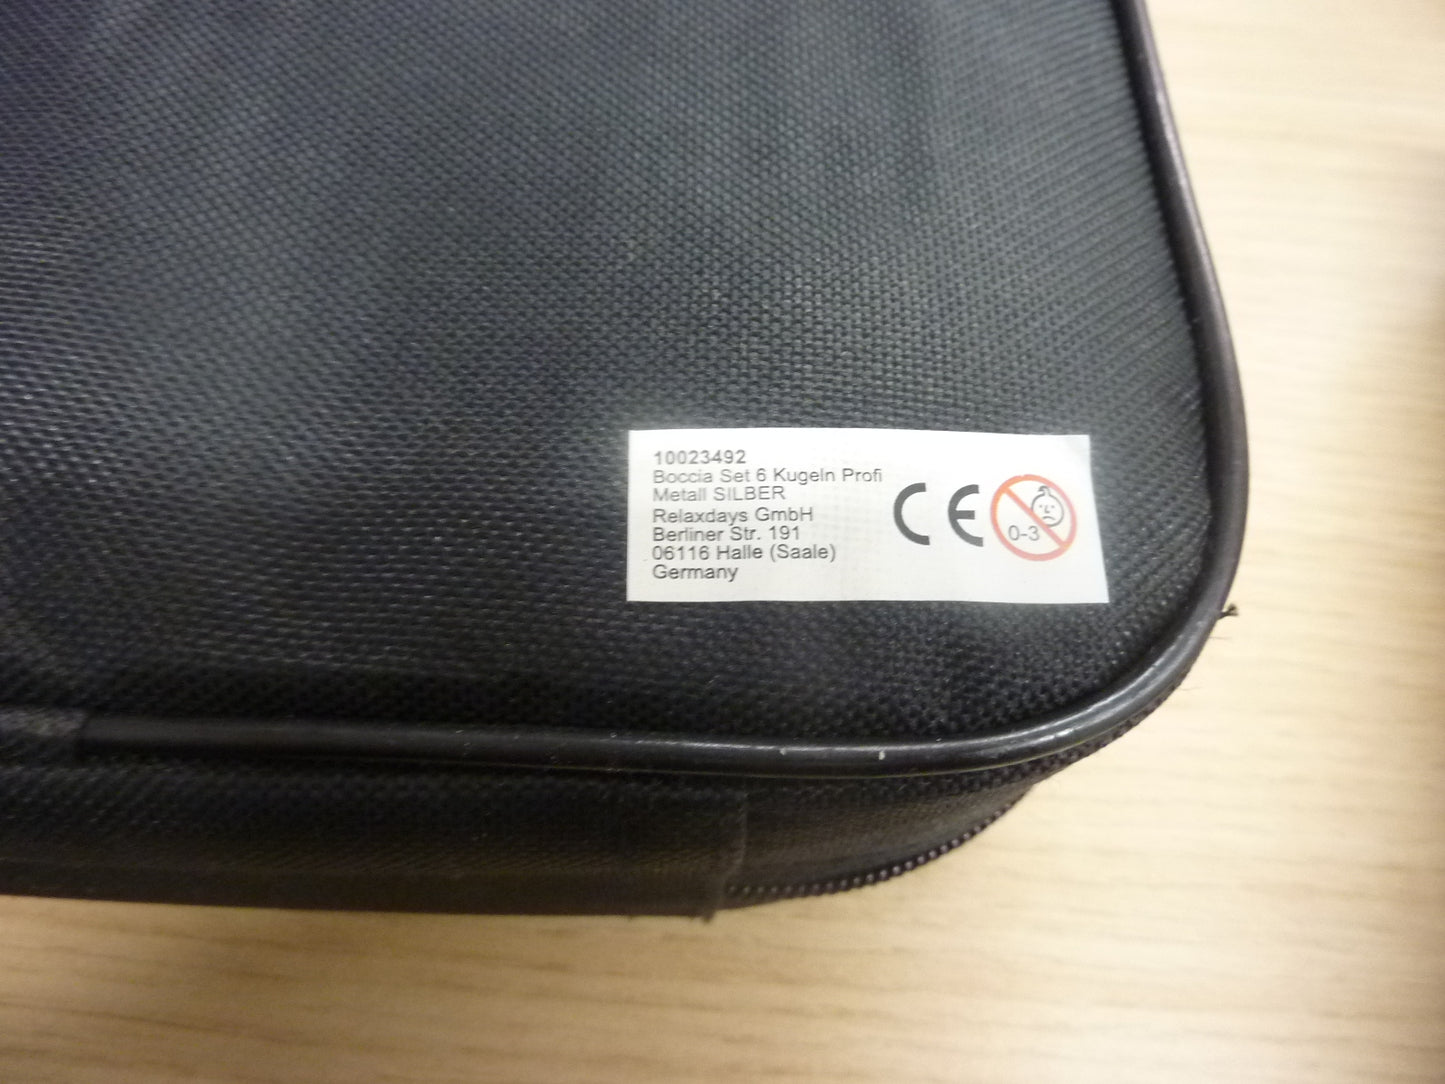 10023492
Boccia Set 6 Kugeln Profi
Metall SILBER
Relaxdays GmbH
Berliner Str. 191
06116 Halle (Saale)
Germany
CE
0-3